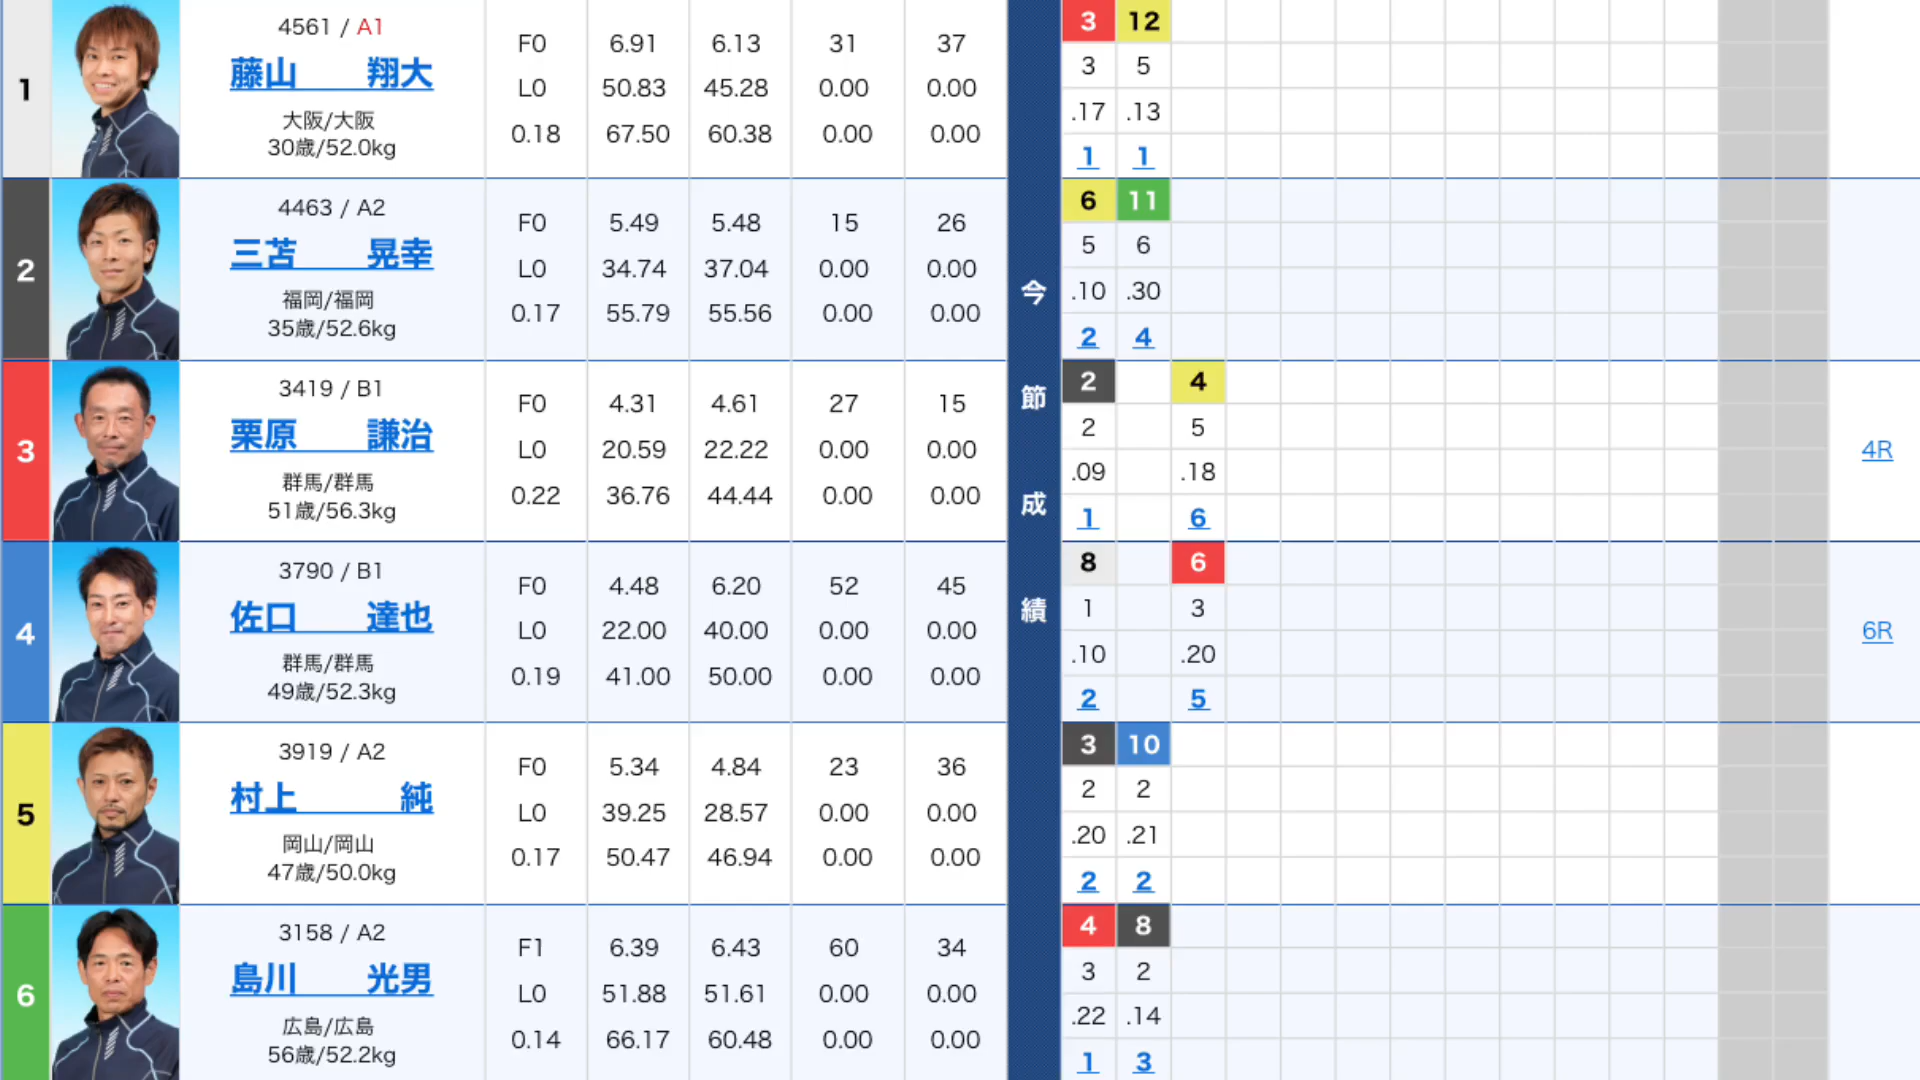 1
4561 / A1
藤山 翔大
大阪/大阪
30歳/52.0kg
F0 6.91 6.13 31 37
L0 50.83 45.28 0.00 0.00
0.18 67.50 60.38 0.00 0.00
3 12
3 5
.17 .13
1 1
2
4463 / A2
三苫 晃幸
福岡/福岡
35歳/52.6kg
F0 5.49 5.48 15 26
L0 34.74 37.04 0.00 0.00
0.17 55.79 55.56 0.00 0.00
6 11
5 6
.10 .30
2 4
3
3419 / B1
栗原 謙治
群馬/群馬
51歳/56.3kg
F0 4.31 4.61 27 15
L0 20.59 22.22 0.00 0.00
0.22 36.76 44.44 0.00 0.00
2 4
2 5
.09 .18
1 6
4R
4
3790 / B1
佐口 達也
群馬/群馬
49歳/52.3kg
F0 4.48 6.20 52 45
L0 22.00 40.00 0.00 0.00
0.19 41.00 50.00 0.00 0.00
8 6
1 3
.10 .20
2 5
6R
5
3919 / A2
村上 純
岡山/岡山
47歳/50.0kg
F0 5.34 4.84 23 36
L0 39.25 28.57 0.00 0.00
0.17 50.47 46.94 0.00 0.00
3 10
2 2
.20 .21
2 2
6
3158 / A2
島川 光男
広島/広島
56歳/52.2kg
F1 6.39 6.43 60 34
L0 51.88 51.61 0.00 0.00
0.14 66.17 60.48 0.00 0.00
4 8
3 2
.22 .14
1 3
今節成績